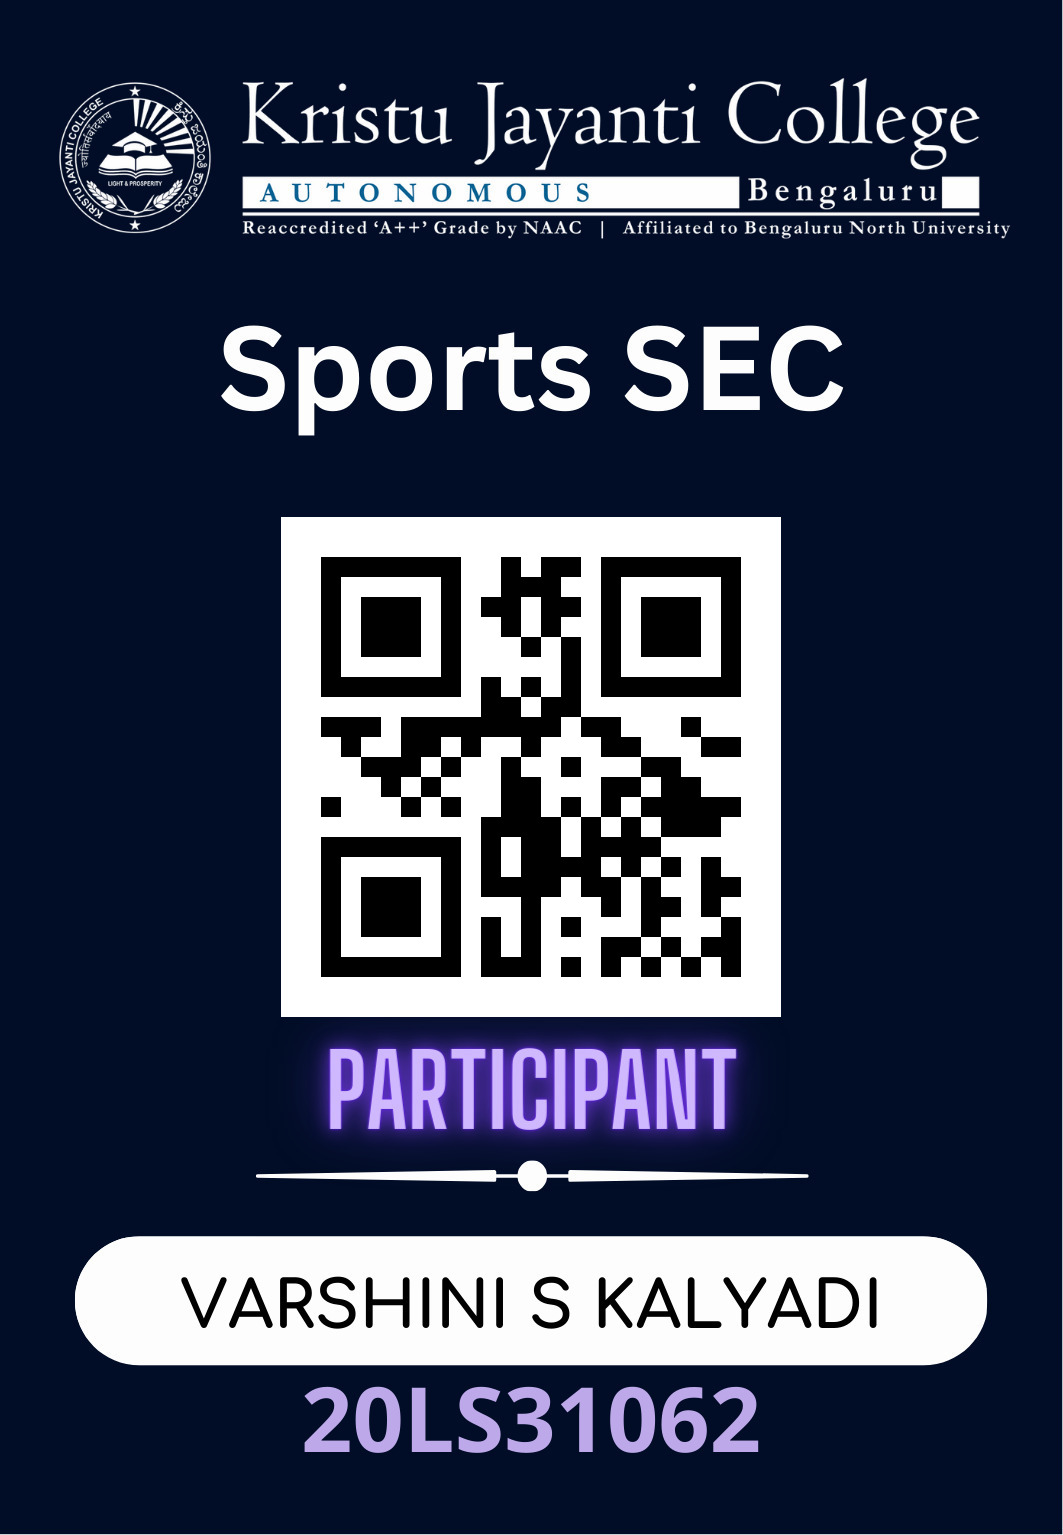 Kristu Jayanti College
AUTONOMOUS Bengaluru
Reaccredited ‘A++’ Grade by NAAC | Affiliated to Bengaluru North University
KRISTU JAYANTI COLLEGE
ಕ್ರಿಸ್ತು ಜಯಂತಿ ಕಾಲೇಜು
LIGHT & PROSPERITY
Sports SEC
PARTICIPANT
VARSHINI S KALYADI
20LS31062